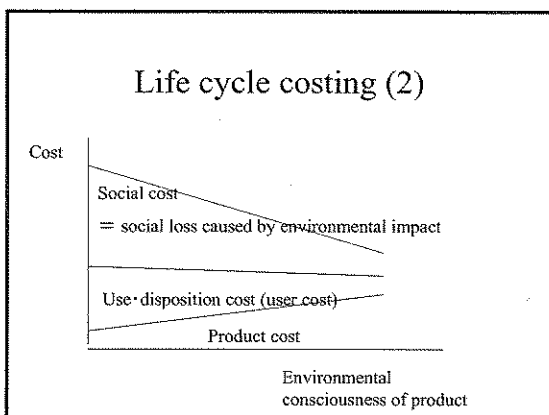 Life cycle costing (2)
Cost
Social cost
= social loss caused by environmental impact
Use・disposition cost (user cost)
Product cost
Environmental
consciousness of product